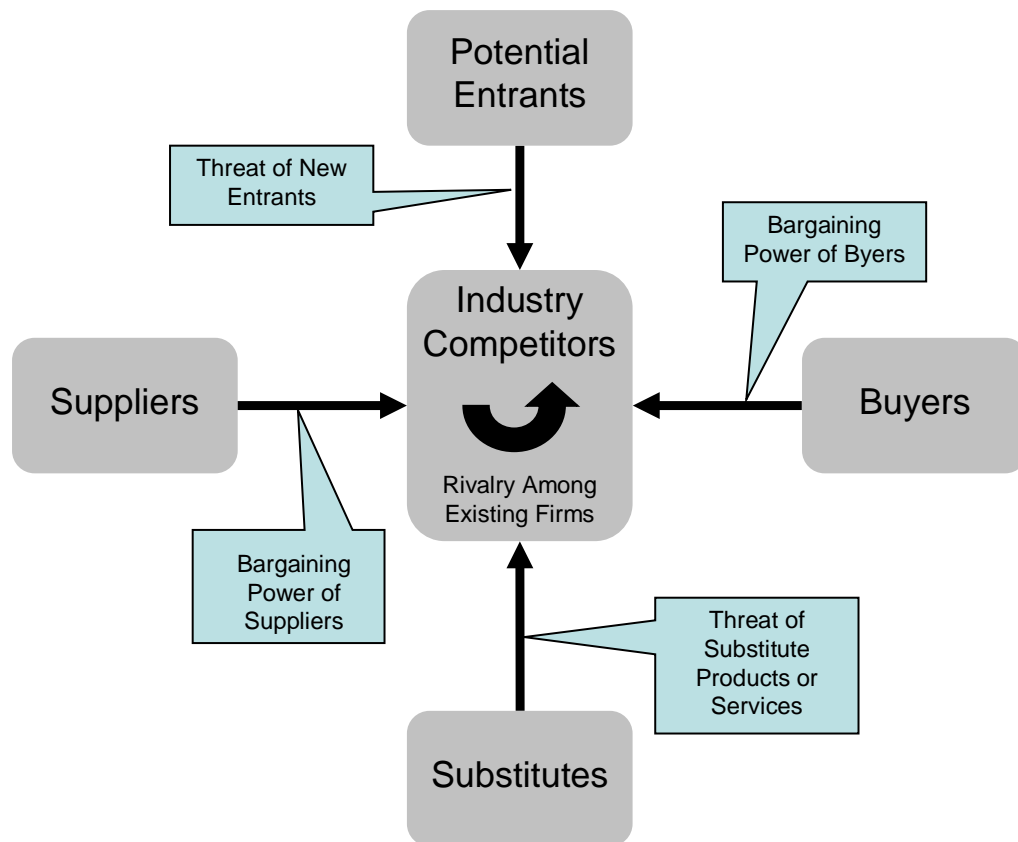 Potential
Entrants
Threat of New
Entrants
Bargaining
Power of Byers
Industry
Competitors
Suppliers
Buyers
Rivalry Among
Existing Firms
Bargaining
Power of
Suppliers
Threat of
Substitute
Products or
Services
Substitutes